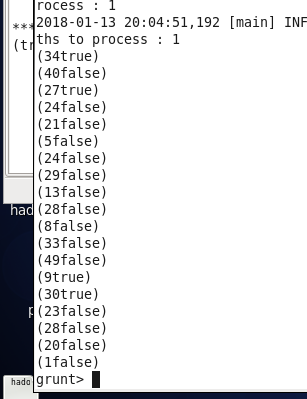 rocess : 1
2018-01-13 20:04:51,192 [main] INF
ths to process : 1
(34true)
(40false)
(27true)
(24false)
(21false)
(5false)
(24false)
(29false)
(13false)
(28false)
(8false)
(33false)
(49false)
(9true)
(30true)
(23false)
(28false)
(20false)
(1false)
grunt>
***
(tr
had
p
hado